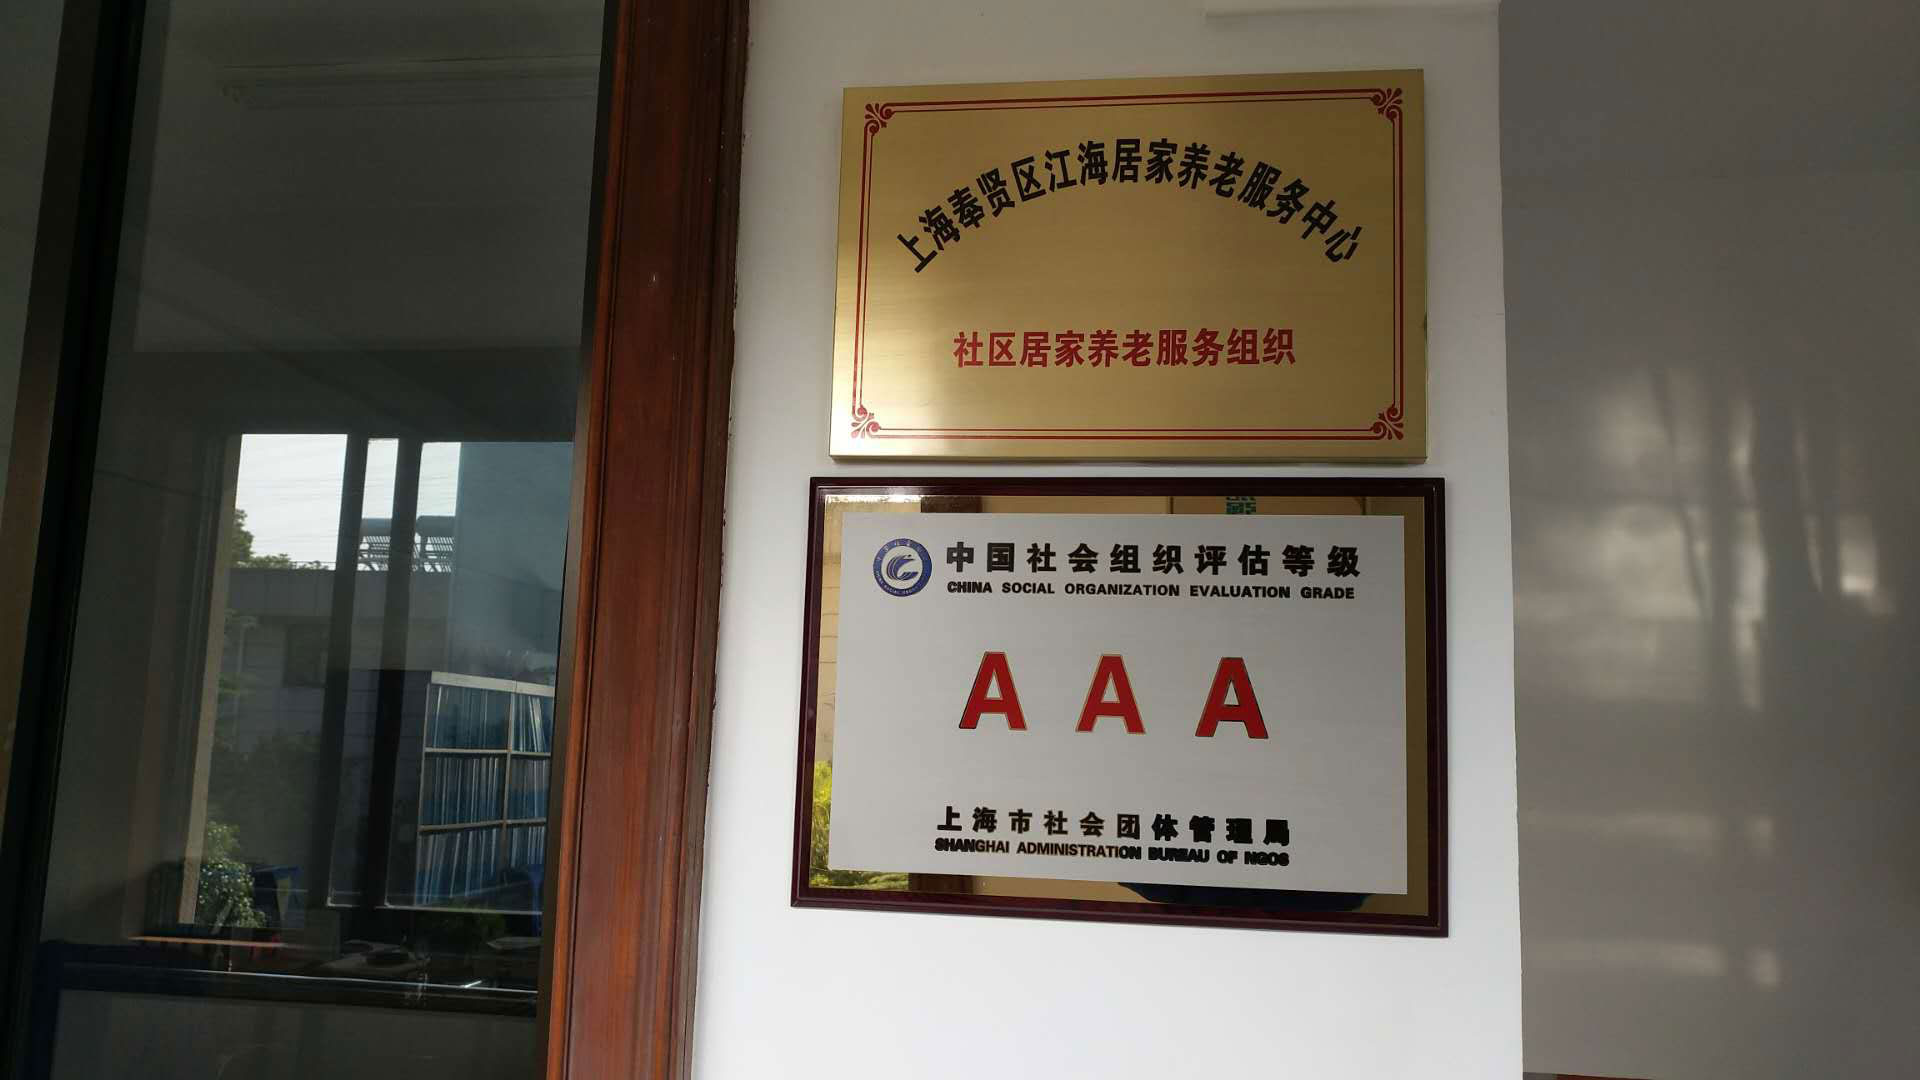 上海奉贤区江海居家养老服务中心
社区居家养老服务组织
中国社会组织评估等级
CHINA SOCIAL ORGANIZATION EVALUATION GRADE
A A A
上海市社会团体管理局
SHANGHAI ADMINISTRATION BUREAU OF NGOS